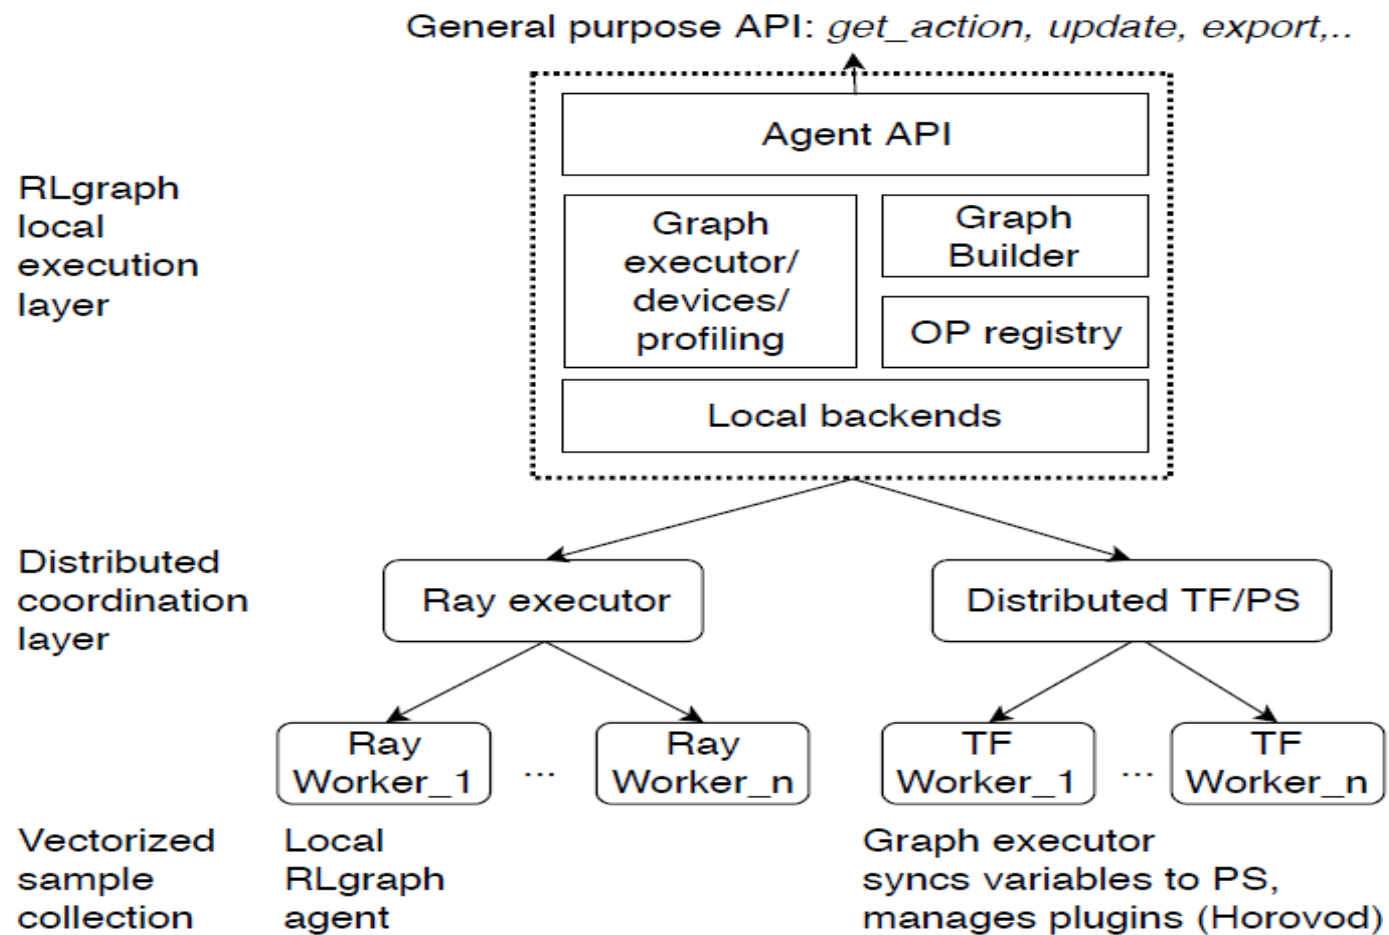 General purpose API: get_action, update, export,..
Agent API
RLgraph
local
execution
layer
Graph
executor/
devices/
profiling
Graph
Builder
OP registry
Local backends
Distributed
coordination
layer
Ray executor
Distributed TF/PS
Ray
Worker_1
...
Ray
Worker_n
TF
Worker_1
...
TF
Worker_n
Vectorized
sample
collection
Local
RLgraph
agent
Graph executor
syncs variables to PS,
manages plugins (Horovod)